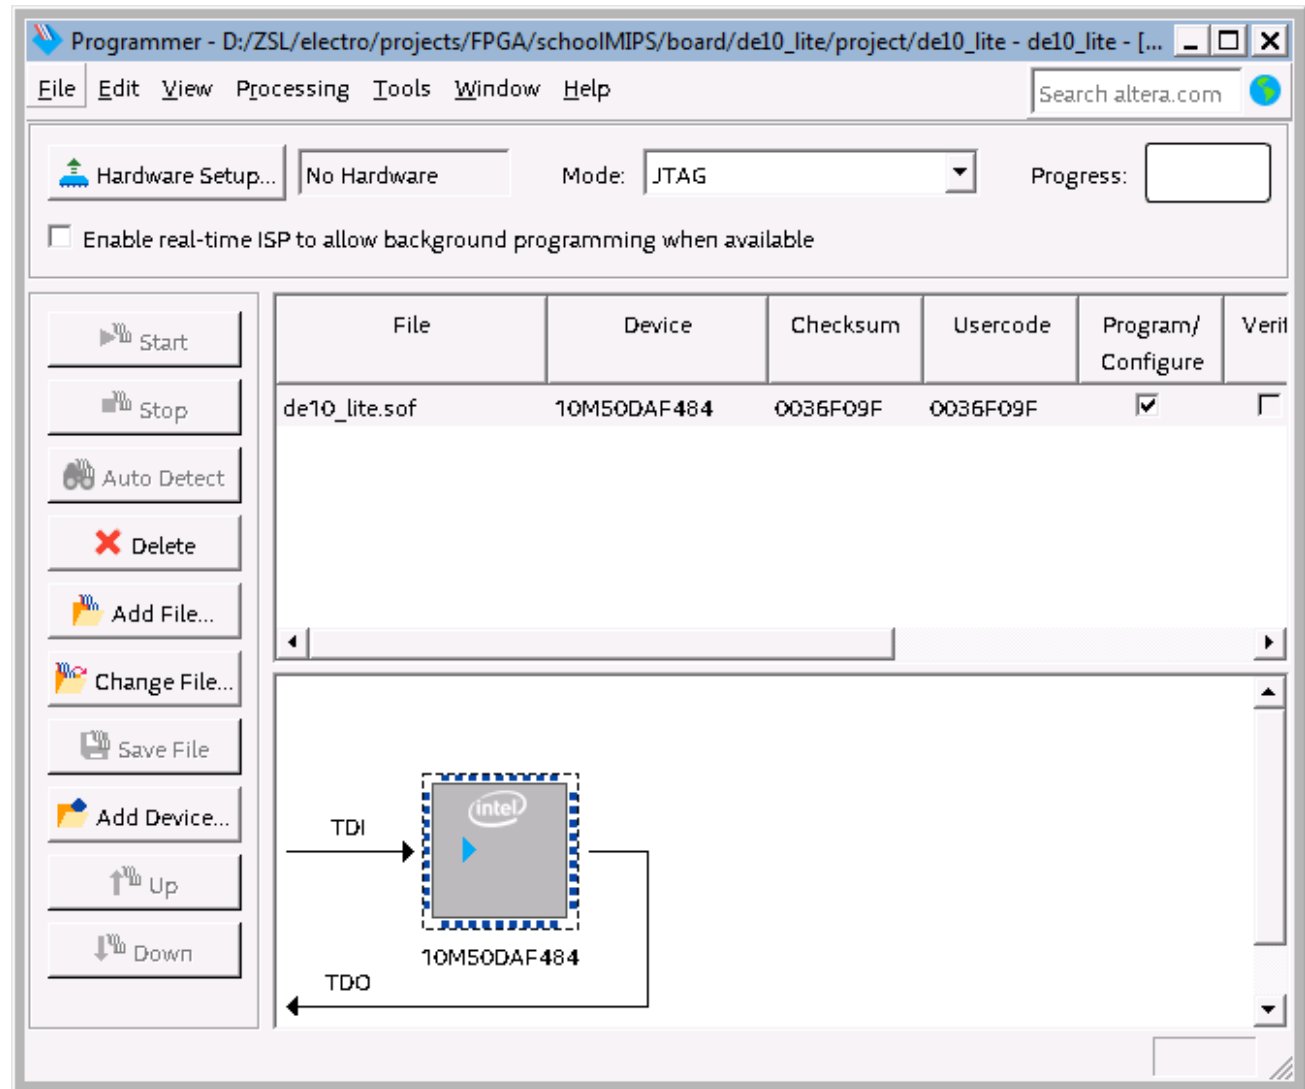 Programmer - D:/ZSL/electro/projects/FPGA/schoolMIPS/board/de10_lite/project/de10_lite - de10_lite - [...
File Edit View Processing Tools Window Help
Search altera.com
Hardware Setup... No Hardware Mode: JTAG Progress:
Enable real-time ISP to allow background programming when available
File Device Checksum Usercode Program/ Configure Verif
de10_lite.sof 10M50DAF484 0036F09F 0036F09F
Start
Stop
Auto Detect
Delete
Add File...
Change File...
Save File
Add Device...
Up
Down
intel
TDI
10M50DAF484
TDO